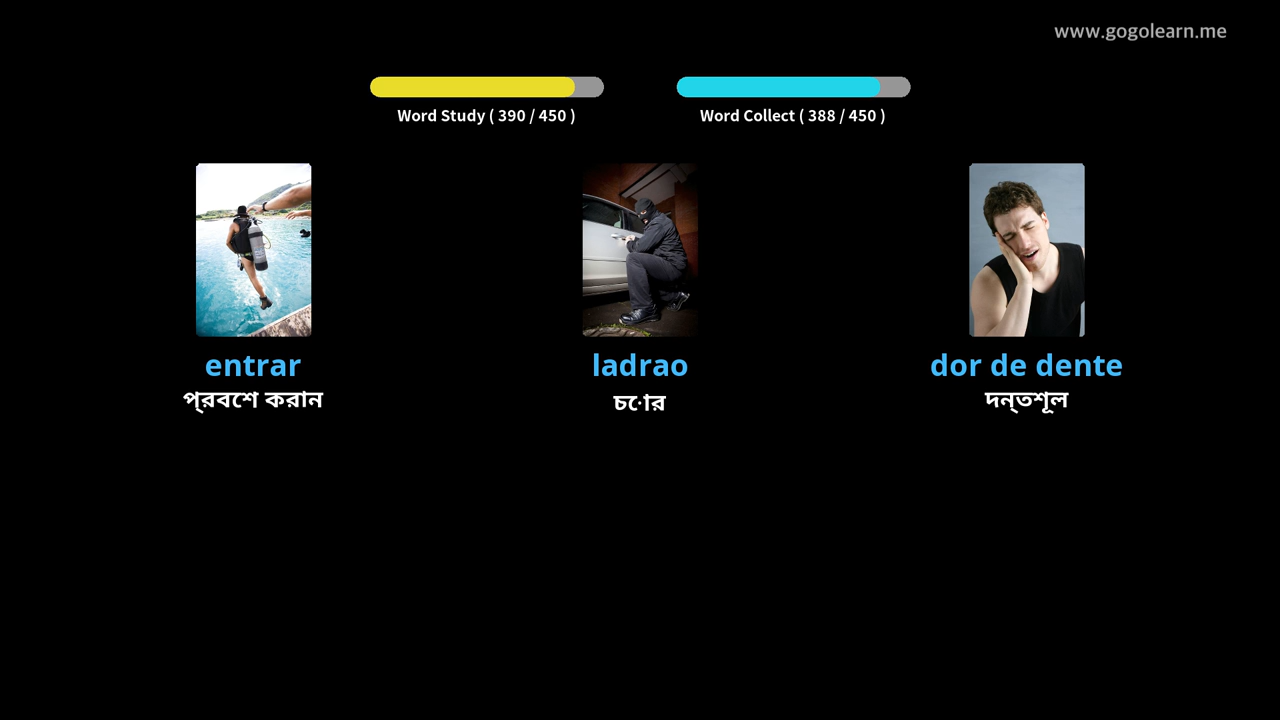 www.gogolearn.me
Word Study ( 390 / 450 )
Word Collect ( 388 / 450 )
entrar
ladrao
dor de dente
প্রবেশ করান
চোর
দন্তশূল